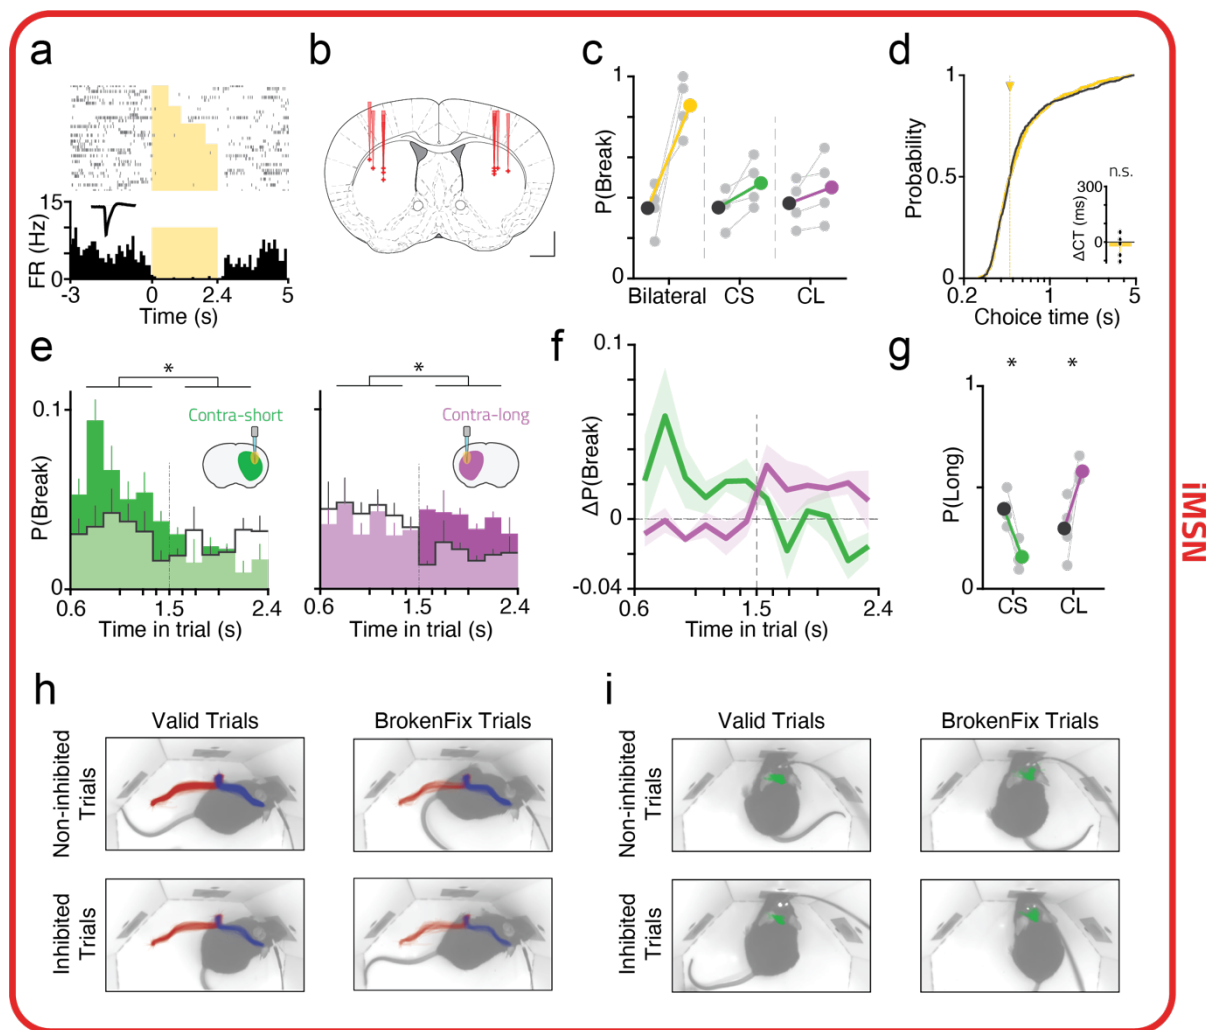 a
15
FR (Hz)
0
-3
0
2.4
5
Time (s)
b
c
1
P(Break)
0
Bilateral
CS
CL
d
1
Probability
0.5
0
0.2
1
5
Choice time (s)
n.s.
300
ΔCT (ms)
0
e
*
0.1
P(Break)
0
Contra-short
0.6
1.5
2.4
Time in trial (s)
*
Contra-long
0.6
1.5
2.4
Time in trial (s)
f
0.1
ΔP(Break)
0
-0.04
0.6
1.5
2.4
Time in trial (s)
g
*
*
1
P(Long)
0
CS
CL
iMSN
h
Valid Trials
BrokenFix Trials
Non-inhibited
Trials
Inhibited
Trials
i
Valid Trials
BrokenFix Trials
Non-inhibited
Trials
Inhibited
Trials